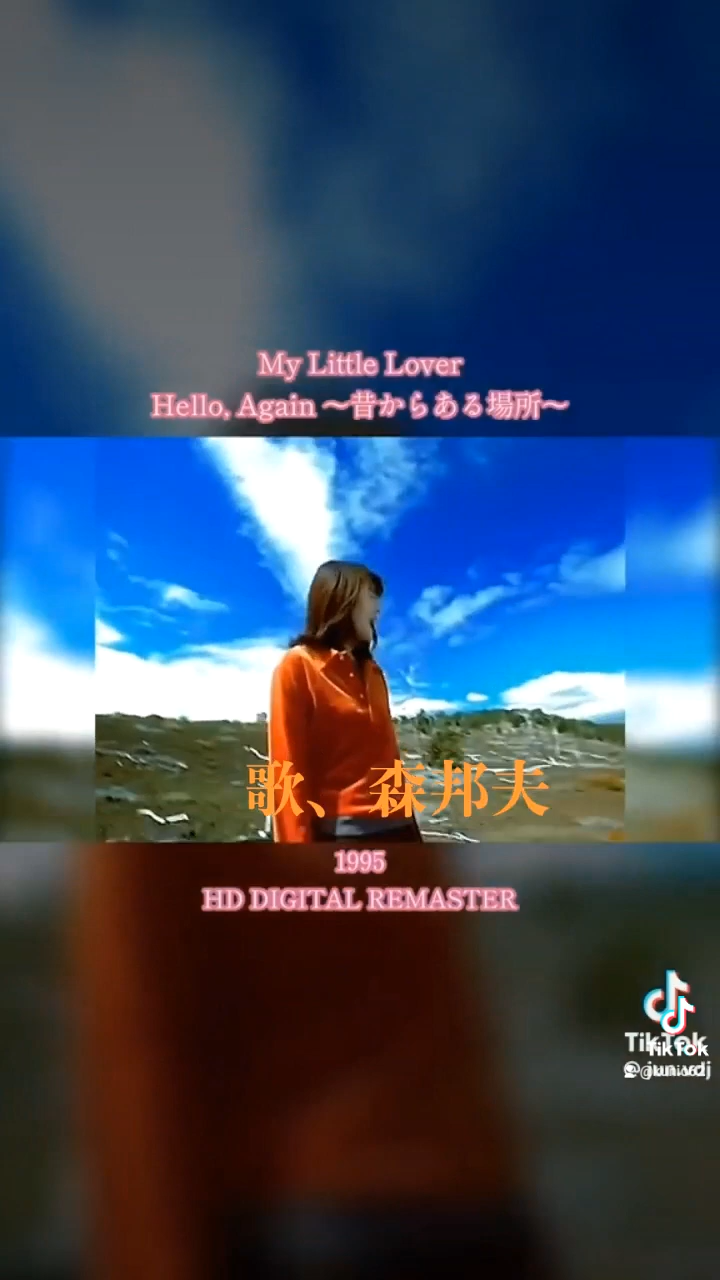 My Little Lover
Hello, Again 〜昔からある場所〜
歌、森邦夫
1995
HD DIGITAL REMASTER
TikTok
TikTok